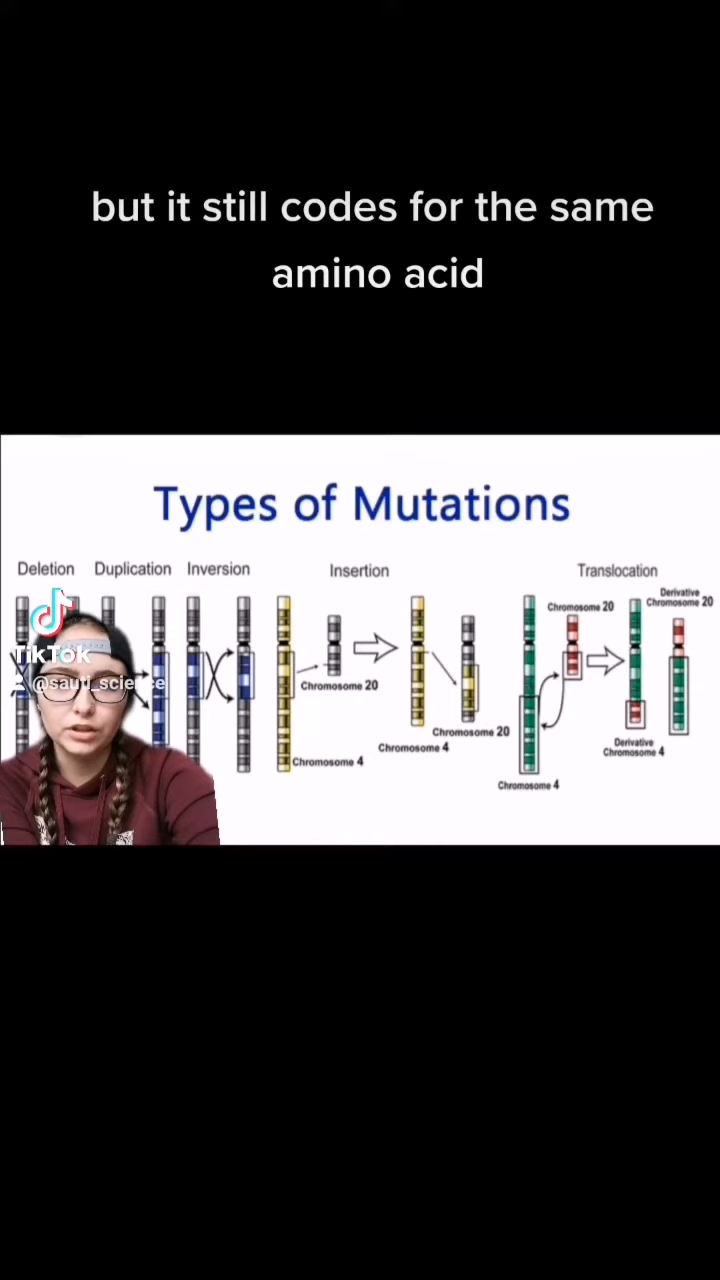 but it still codes for the same
amino acid
Types of Mutations
Deletion Duplication Inversion Insertion Translocation
Derivative
Chromosome 20
Chromosome 20
Chromosome 20
Chromosome 20
Chromosome 4
Chromosome 4
Derivative
Chromosome 4
Chromosome 4
TikTok
@sauti_science